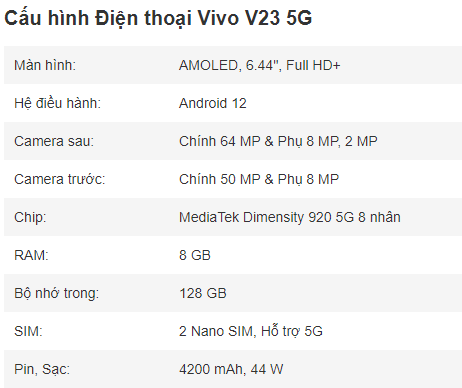 Cấu hình Điện thoại Vivo V23 5G
Màn hình: AMOLED, 6.44", Full HD+
Hệ điều hành: Android 12
Camera sau: Chính 64 MP & Phụ 8 MP, 2 MP
Camera trước: Chính 50 MP & Phụ 8 MP
Chip: MediaTek Dimensity 920 5G 8 nhân
RAM: 8 GB
Bộ nhớ trong: 128 GB
SIM: 2 Nano SIM, Hỗ trợ 5G
Pin, Sạc: 4200 mAh, 44 W